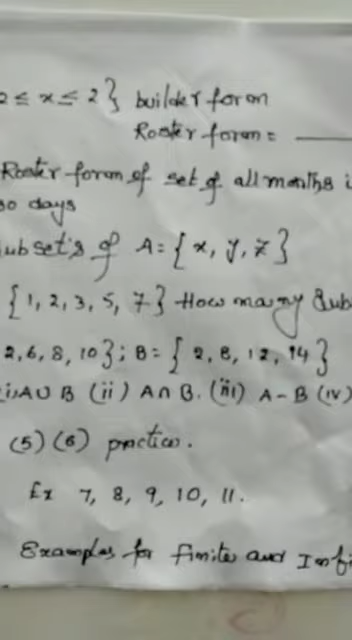 2 ≤ x ≤ 2} builder form
Roster form = ____
Roster form of set of all months i
30 days
ubset's of A = {x, y, z}
{1, 2, 3, 5, 7} How many Sub
2, 6, 8, 10}; B = {2, 8, 12, 14}
(i) A∪B (ii) A∩B. (iii) A-B (iv)
(5) (6) practice.
Ex 7, 8, 9, 10, 11.
Examples for finite and Infi